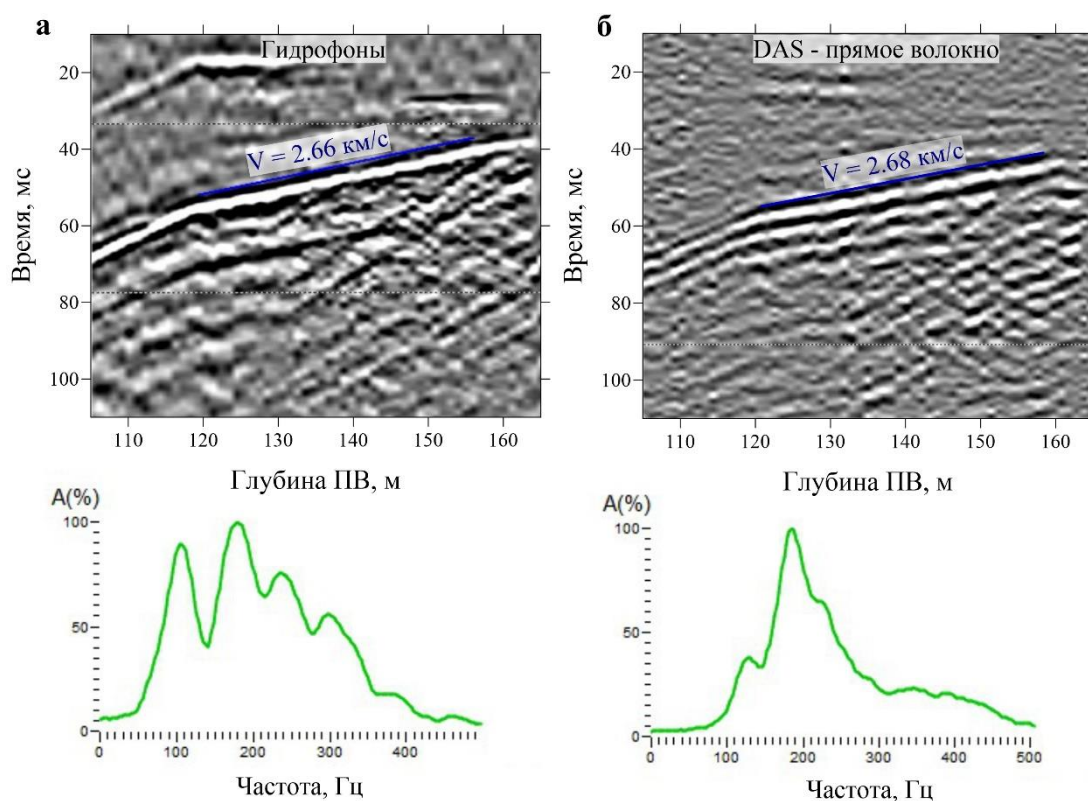 а
Гидрофоны
V = 2.66 км/с
Время, мс
20
40
60
80
100
110 120 130 140 150 160
Глубина ПВ, м
б
DAS - прямое волокно
V = 2.68 км/с
Время, мс
20
40
60
80
100
110 120 130 140 150 160
Глубина ПВ, м
A(%)
100
50
0
0 100 200 300 400
Частота, Гц
A(%)
100
50
0
0 100 200 300 400 500
Частота, Гц